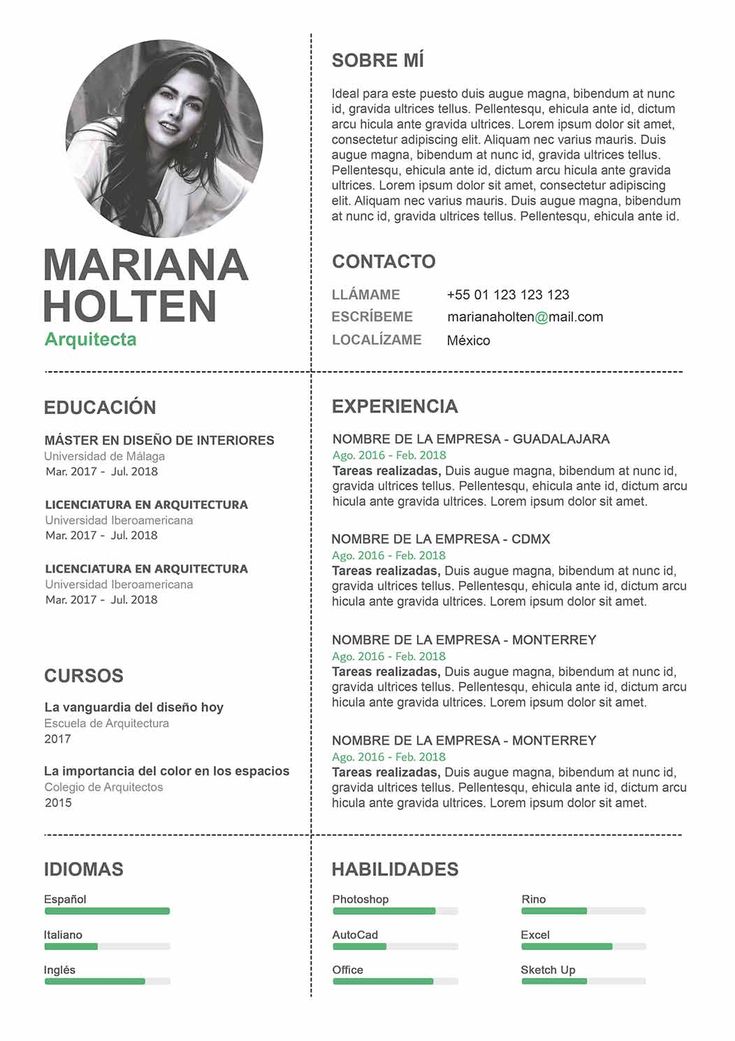 MARIANA
HOLTEN
Arquitecta
SOBRE MÍ
Ideal para este puesto duis augue magna, bibendum at nunc
id, gravida ultrices tellus. Pellentesqu, ehicula ante id, dictum
arcu hicula ante gravida ultrices. Lorem ipsum dolor sit amet,
consectetur adipiscing elit. Aliquam nec varius mauris. Duis
augue magna, bibendum at nunc id, gravida ultrices tellus.
Pellentesqu, ehicula ante id, dictum arcu hicula ante gravida
ultrices. Lorem ipsum dolor sit amet, consectetur adipiscing
elit. Aliquam nec varius mauris. Duis augue magna, bibendum
at nunc id, gravida ultrices tellus. Pellentesqu, ehicula ante id.
CONTACTO
LLÁMAME +55 01 123 123 123
ESCRÍBEME marianaholten@mail.com
LOCALÍZAME México
EDUCACIÓN
MÁSTER EN DISEÑO DE INTERIORES
Universidad de Málaga
Mar. 2017 - Jul. 2018
LICENCIATURA EN ARQUITECTURA
Universidad Iberoamericana
Mar. 2017 - Jul. 2018
LICENCIATURA EN ARQUITECTURA
Universidad Iberoamericana
Mar. 2017 - Jul. 2018
CURSOS
La vanguardia del diseño hoy
Escuela de Arquitectura
2017
La importancia del color en los espacios
Colegio de Arquitectos
2015
EXPERIENCIA
NOMBRE DE LA EMPRESA - GUADALAJARA
Ago. 2016 - Feb. 2018
Tareas realizadas, Duis augue magna, bibendum at nunc id,
gravida ultrices tellus. Pellentesqu, ehicula ante id, dictum arcu
hicula ante gravida ultrices. Lorem ipsum dolor sit amet.
NOMBRE DE LA EMPRESA - CDMX
Ago. 2016 - Feb. 2018
Tareas realizadas, Duis augue magna, bibendum at nunc id,
gravida ultrices tellus. Pellentesqu, ehicula ante id, dictum arcu
hicula ante gravida ultrices. Lorem ipsum dolor sit amet.
NOMBRE DE LA EMPRESA - MONTERREY
Ago. 2016 - Feb. 2018
Tareas realizadas, Duis augue magna, bibendum at nunc id,
gravida ultrices tellus. Pellentesqu, ehicula ante id, dictum arcu
hicula ante gravida ultrices. Lorem ipsum dolor sit amet.
NOMBRE DE LA EMPRESA - MONTERREY
Ago. 2016 - Feb. 2018
Tareas realizadas, Duis augue magna, bibendum at nunc id,
gravida ultrices tellus. Pellentesqu, ehicula ante id, dictum arcu
hicula ante gravida ultrices. Lorem ipsum dolor sit amet.
IDIOMAS
Español
Italiano
Inglés
HABILIDADES
Photoshop
AutoCad
Office
Rino
Excel
Sketch Up